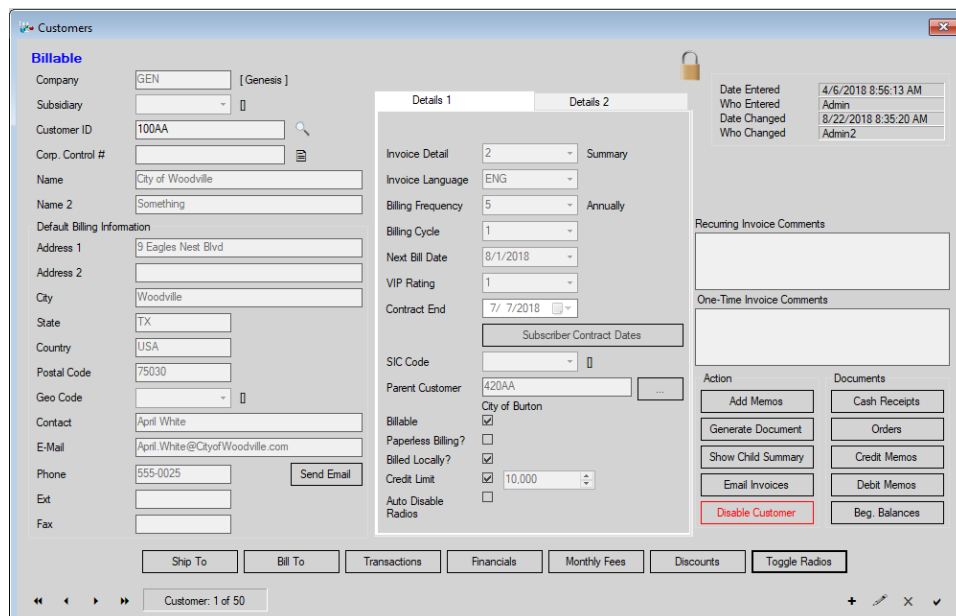 Customers
Billable
Company GEN [ Genesis ]
Subsidiary []
Customer ID 100AA
Corp. Control #
Name City of Woodville
Name 2 Something
Default Billing Information
Address 1 9 Eagles Nest Blvd
Address 2
City Woodville
State TX
Country USA
Postal Code 75030
Geo Code []
Contact April White
E-Mail April.White@CityofWoodville.com
Phone 555-0025 Send Email
Ext
Fax
Details 1 Details 2
Invoice Detail 2 Summary
Invoice Language ENG
Billing Frequency 5 Annually
Billing Cycle 1
Next Bill Date 8/1/2018
VIP Rating 1
Contract End 7/ 7/2018
Subscriber Contract Dates
SIC Code []
Parent Customer 420AA ...
City of Burton
Billable
Paperless Billing?
Billed Locally?
Credit Limit 10,000
Auto Disable
Radios
Date Entered 4/6/2018 8:56:13 AM
Who Entered Admin
Date Changed 8/22/2018 8:35:20 AM
Who Changed Admin2
Recurring Invoice Comments
One-Time Invoice Comments
Action Documents
Add Memos Cash Receipts
Generate Document Orders
Show Child Summary Credit Memos
Email Invoices Debit Memos
Disable Customer Beg. Balances
Ship To Bill To Transactions Financials Monthly Fees Discounts Toggle Radios
Customer: 1 of 50